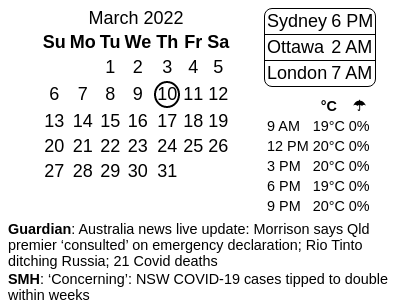 March 2022
Su Mo Tu We Th Fr Sa
1 2 3 4 5
6 7 8 9 10 11 12
13 14 15 16 17 18 19
20 21 22 23 24 25 26
27 28 29 30 31
Sydney 6 PM
Ottawa 2 AM
London 7 AM
°C ☂
9 AM 19°C 0%
12 PM 20°C 0%
3 PM 20°C 0%
6 PM 19°C 0%
9 PM 20°C 0%
Guardian: Australia news live update: Morrison says Qld
premier ‘consulted’ on emergency declaration; Rio Tinto
ditching Russia; 21 Covid deaths
SMH: ‘Concerning’: NSW COVID-19 cases tipped to double
within weeks